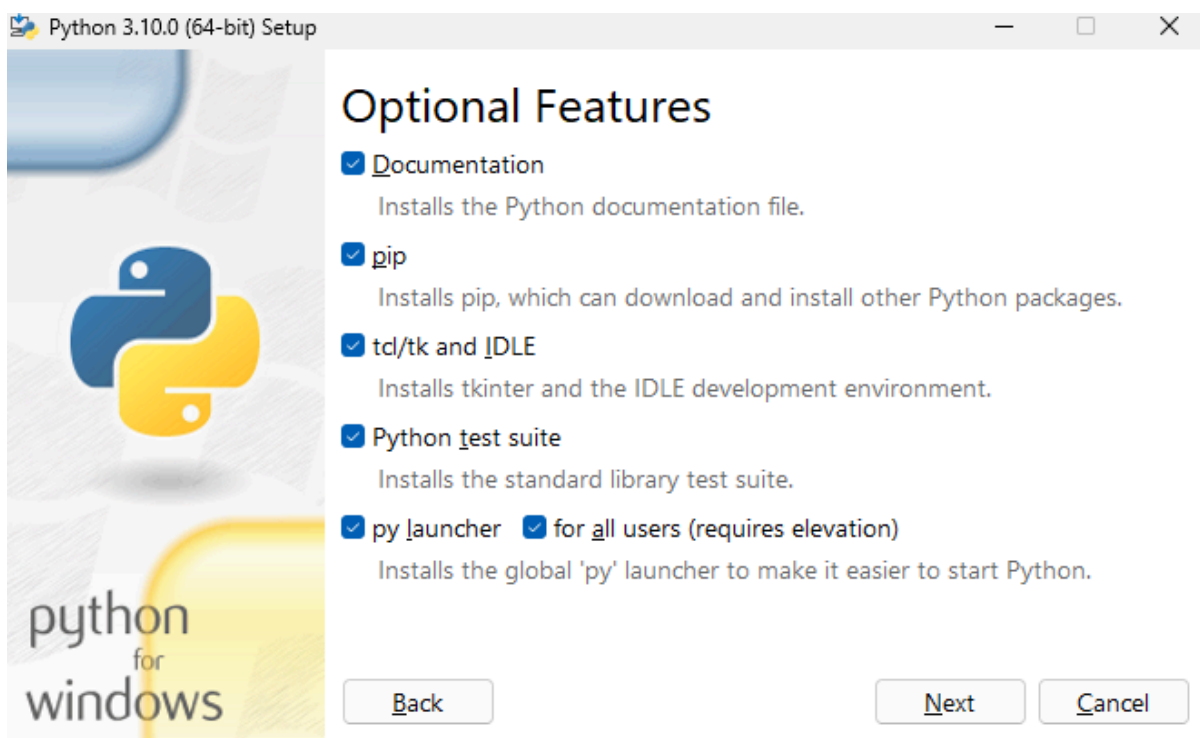 Python 3.10.0 (64-bit) Setup
Optional Features
Documentation
Installs the Python documentation file.
pip
Installs pip, which can download and install other Python packages.
tcl/tk and IDLE
Installs tkinter and the IDLE development environment.
Python test suite
Installs the standard library test suite.
py launcher for all users (requires elevation)
Installs the global 'py' launcher to make it easier to start Python.
python
for
windows
Back Next Cancel